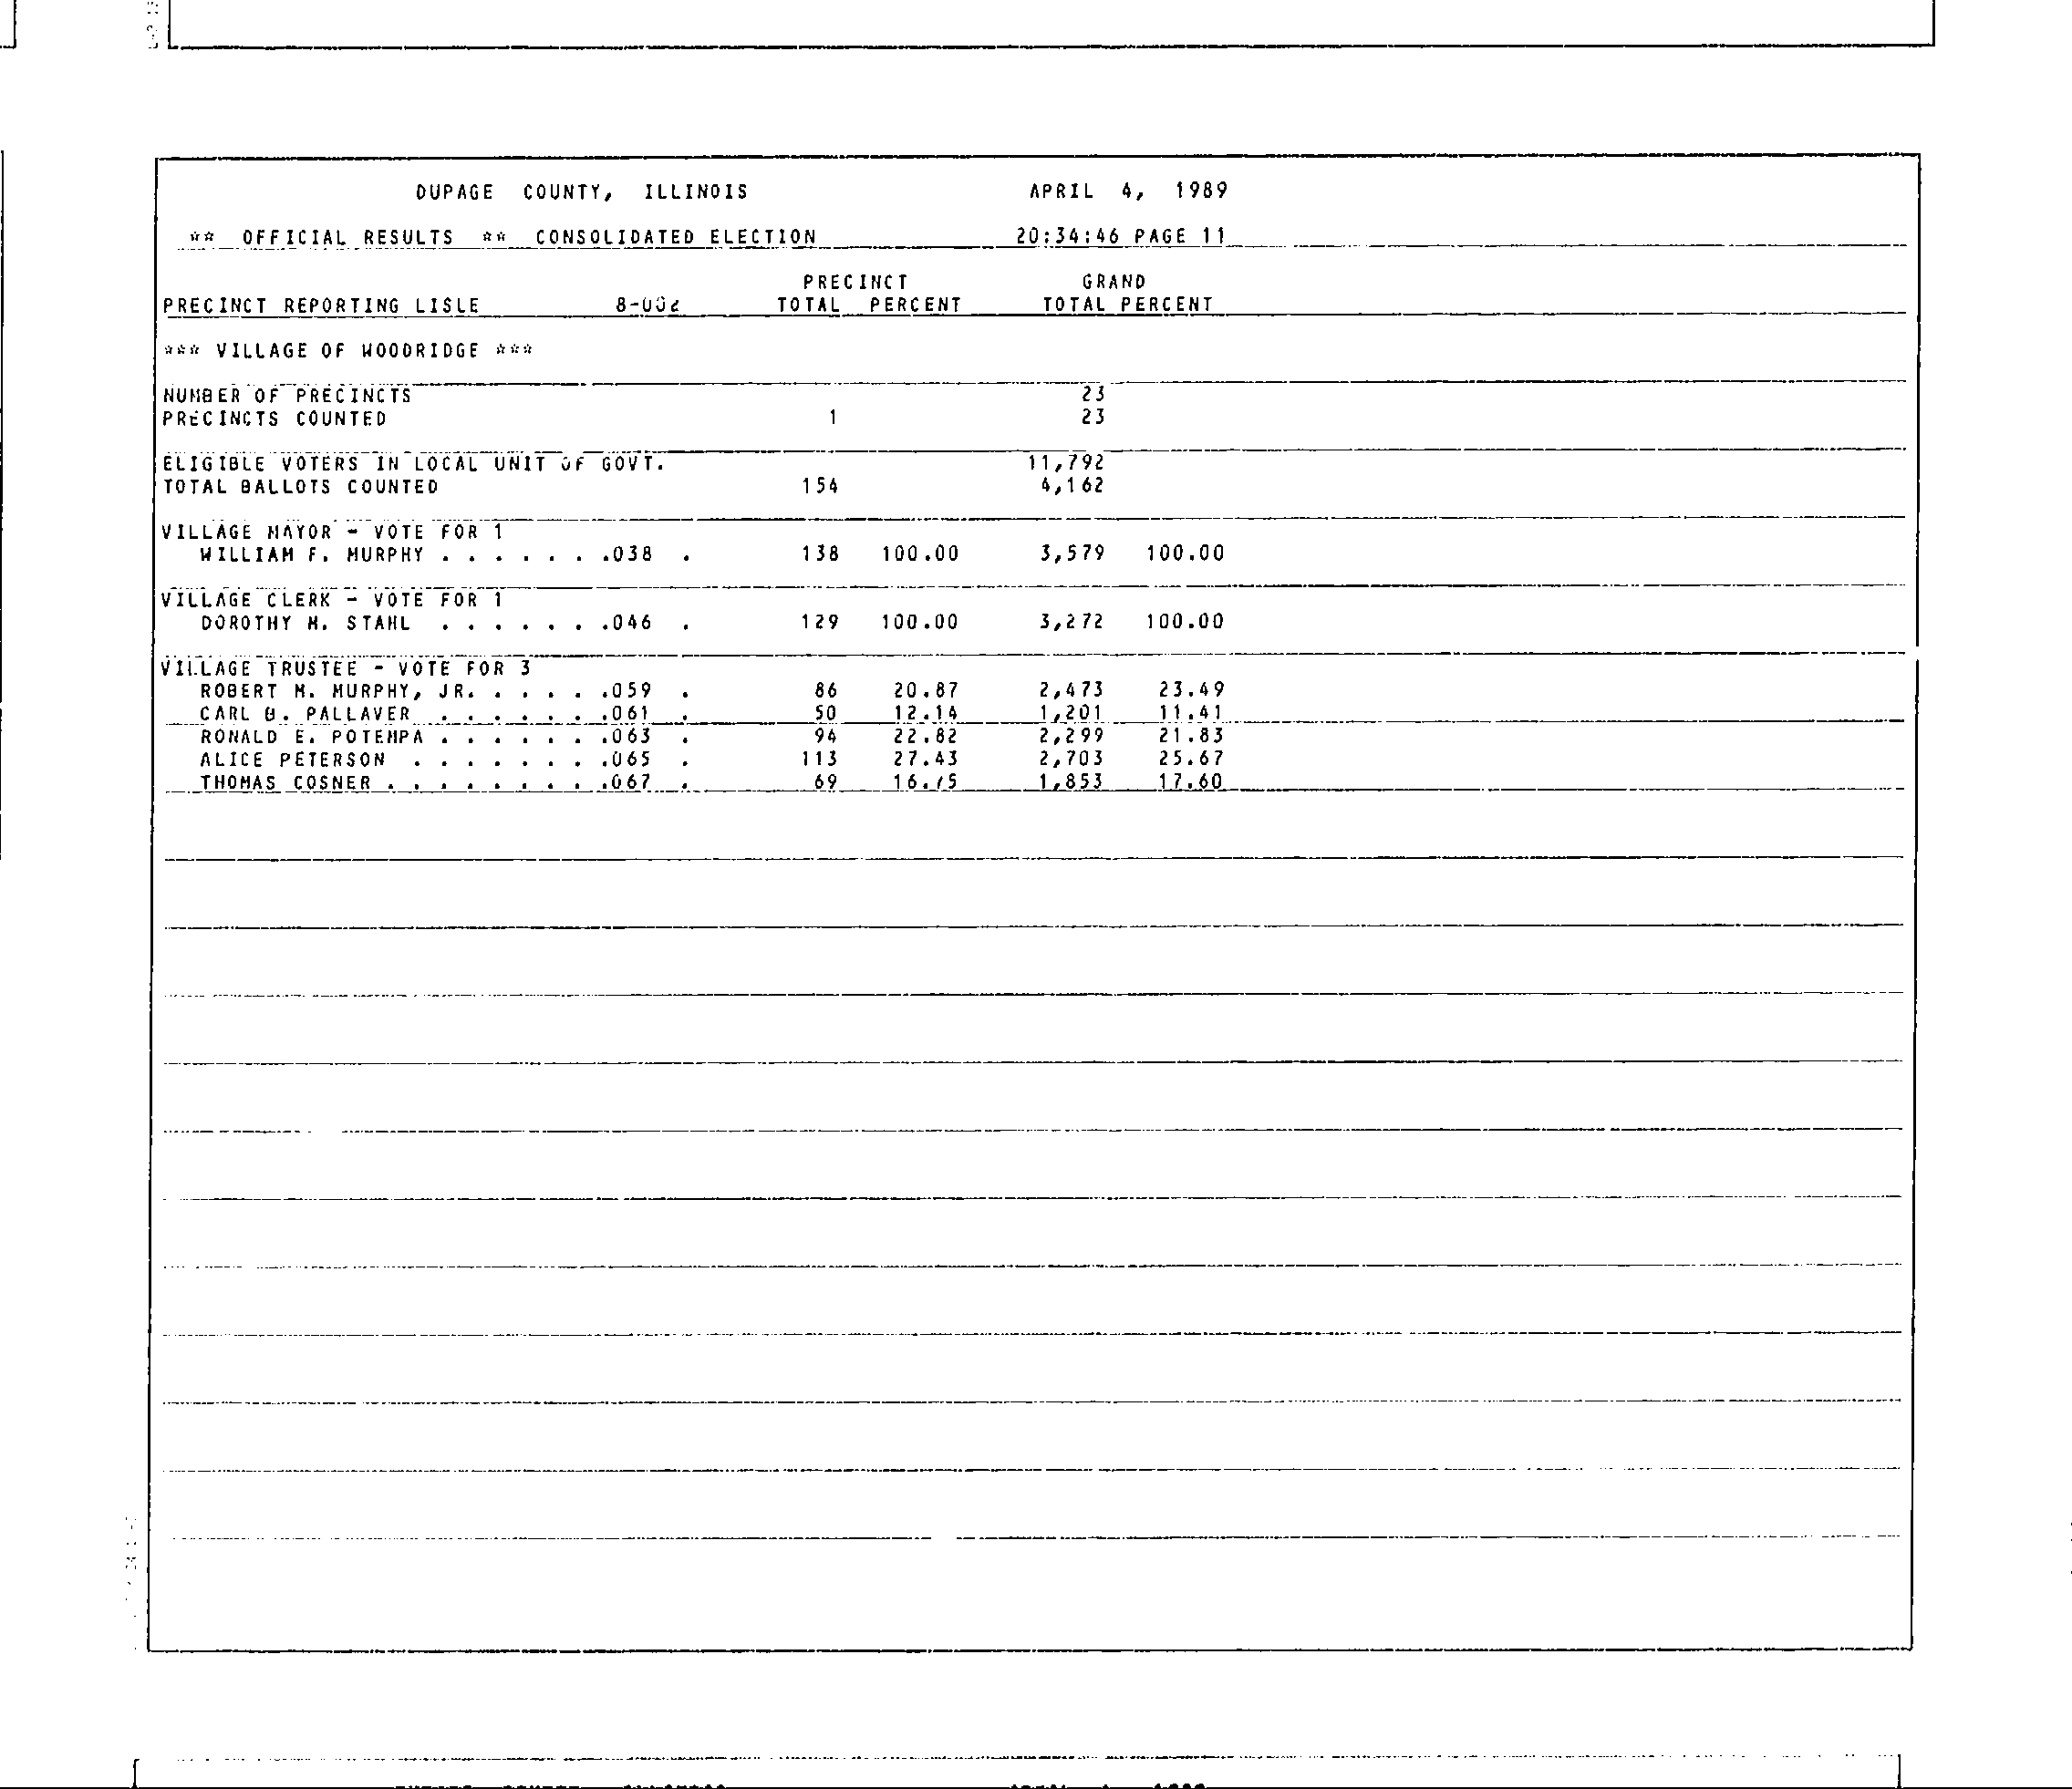 DUPAGE COUNTY, ILLINOIS APRIL 4, 1989
** OFFICIAL RESULTS ** CONSOLIDATED ELECTION 20:34:46 PAGE 11
PRECINCT GRAND
PRECINCT REPORTING LISLE 8-002 TOTAL PERCENT TOTAL PERCENT
*** VILLAGE OF WOODRIDGE ***
NUMBER OF PRECINCTS 23
PRECINCTS COUNTED 1 23
ELIGIBLE VOTERS IN LOCAL UNIT OF GOVT. 11,792
TOTAL BALLOTS COUNTED 154 4,162
VILLAGE MAYOR - VOTE FOR 1
WILLIAM F. MURPHY . . . . . . .038 . 138 100.00 3,579 100.00
VILLAGE CLERK - VOTE FOR 1
DOROTHY M. STAHL . . . . . . .046 . 129 100.00 3,272 100.00
VILLAGE TRUSTEE - VOTE FOR 3
ROBERT M. MURPHY, JR. . . . . .059 . 86 20.87 2,473 23.49
CARL PALLAVER . . . . . . .061 . 50 12.14 1,201 11.41
RONALD E. POTEMPA . . . . . . .063 . 94 22.82 2,299 21.83
ALICE PETERSON . . . . . . . .065 . 113 27.43 2,703 25.67
THOMAS COSNER . . . . . . . . .067 . 69 16.75 1,853 17.60